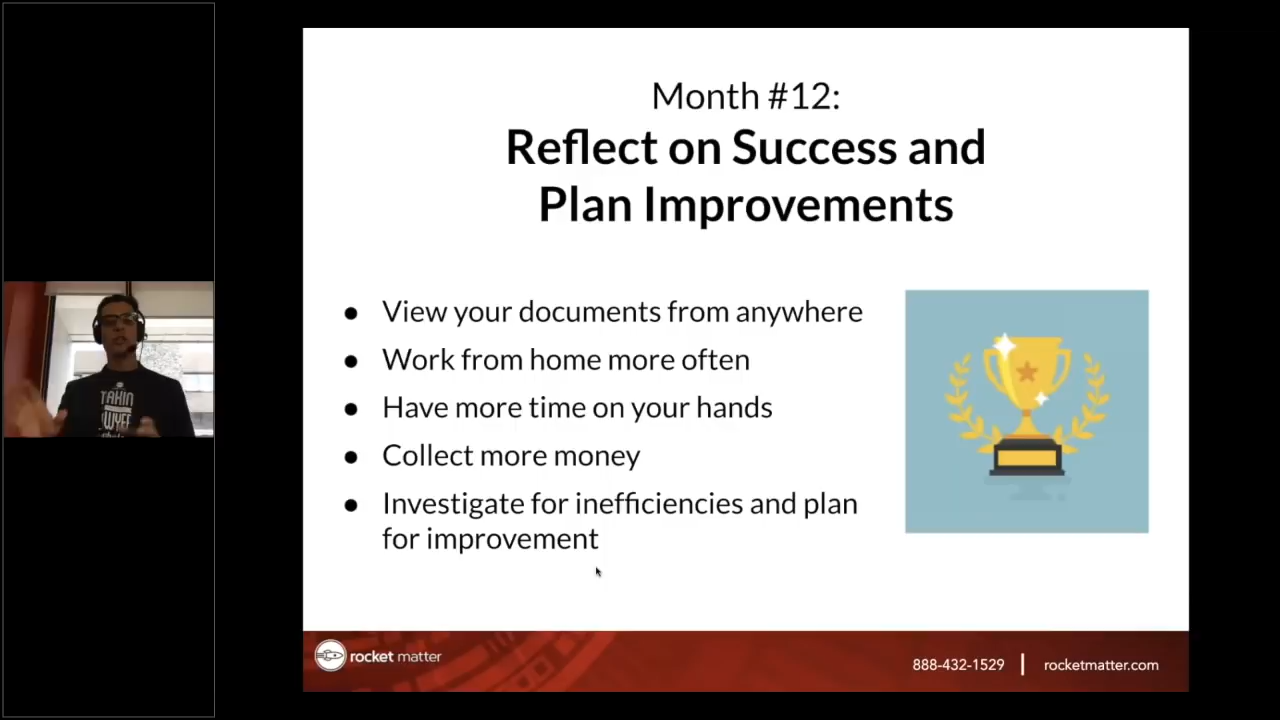 Month #12:
Reflect on Success and
Plan Improvements
● View your documents from anywhere
● Work from home more often
● Have more time on your hands
● Collect more money
● Investigate for inefficiencies and plan
for improvement
rocket matter
888-432-1529 | rocketmatter.com